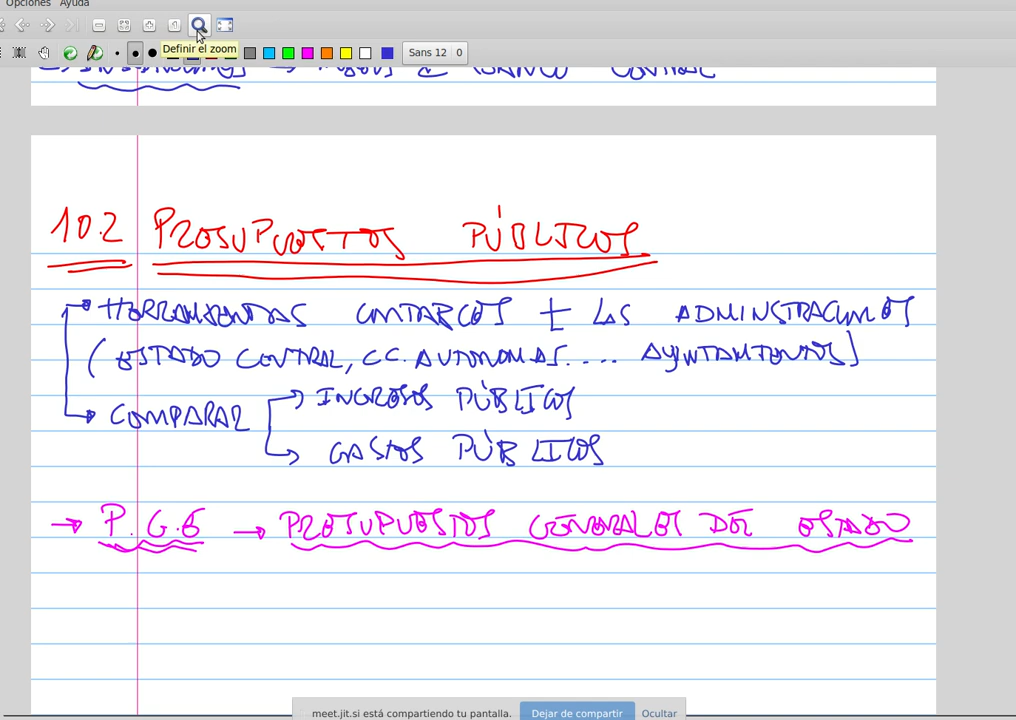 Opciones Ayuda
Definir el zoom
Sans 12 0
→ BANCO CENTRAL
10.2 PRESUPUESTOS PÚBLICOS
HERRAMIENTAS CONTABLES DE LAS ADMINISTRACIONES
(ESTADO CENTRAL, CC. AUTONOMAS.... AYUNTAMIENTOS)
→ COMPARAR → INGRESOS PÚBLICOS
→ GASTOS PÚBLICOS
→ P.G.E → PRESUPUESTOS GENERALES DEL ESTADO
meet.jit.si está compartiendo tu pantalla. Dejar de compartir Ocultar